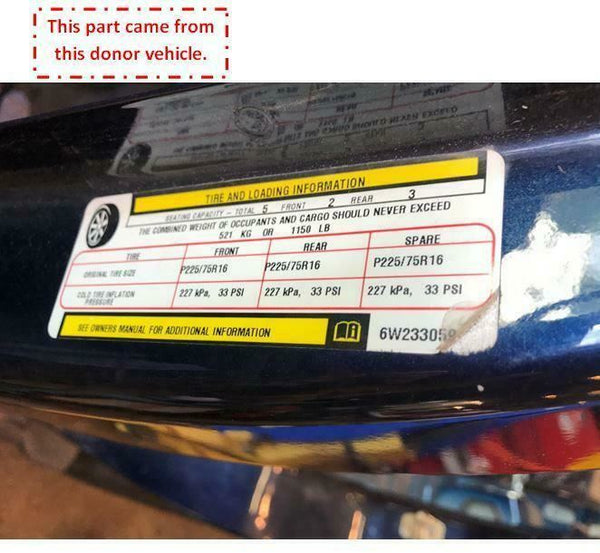 This part came from
this donor vehicle.
TIRE AND LOADING INFORMATION
SEATING CAPACITY - TOTAL 5 FRONT 2 REAR 3
THE COMBINED WEIGHT OF OCCUPANTS AND CARGO SHOULD NEVER EXCEED
521 KG OR 1150 LB
TIRE FRONT REAR SPARE
ORIGINAL TIRE SIZE P225/75R16 P225/75R16 P225/75R16
COLD TIRE INFLATION PRESSURE 227 kPa, 33 PSI 227 kPa, 33 PSI 227 kPa, 33 PSI
SEE OWNERS MANUAL FOR ADDITIONAL INFORMATION 6W23305